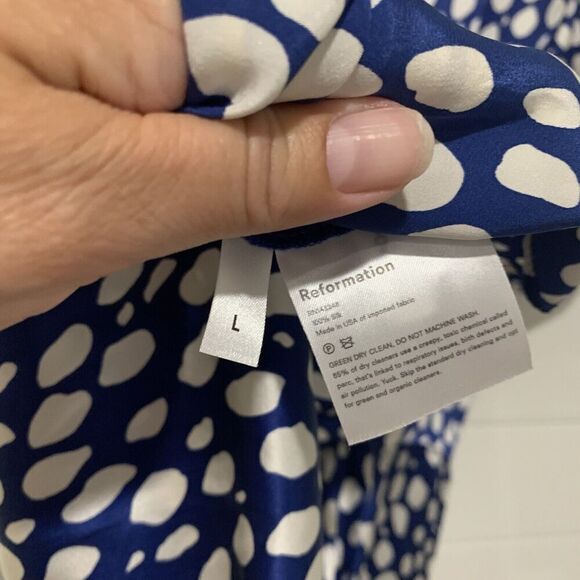 Reformation
100% Silk
Made in USA of imported fabric
P
GREEN DRY CLEAN, DO NOT MACHINE WASH.
85% of dry cleaners use a creepy, toxic chemical called
perc, that's linked to respiratory issues, birth defects and
air pollution. Yuck. Skip the standard dry cleaning and opt
for green and organic cleaners.
L